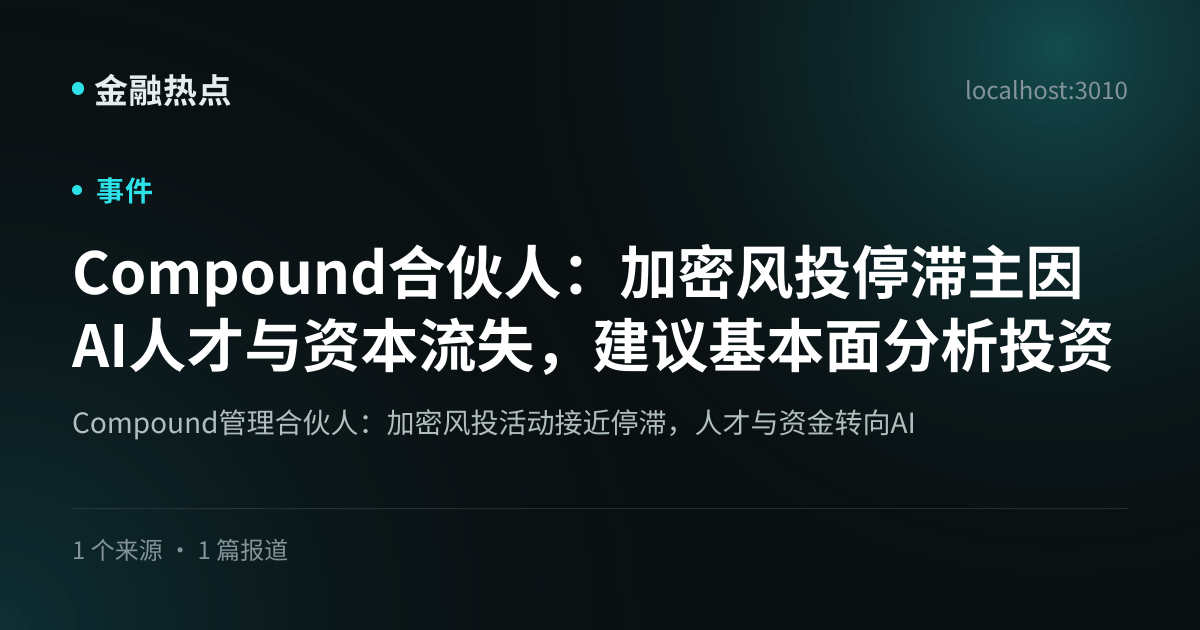 金融热点
localhost:3010
事件
Compound合伙人：加密风投停滞主因
AI人才与资本流失，建议基本面分析投资
Compound管理合伙人：加密风投活动接近停滞，人才与资金转向AI
1 个来源 · 1 篇报道